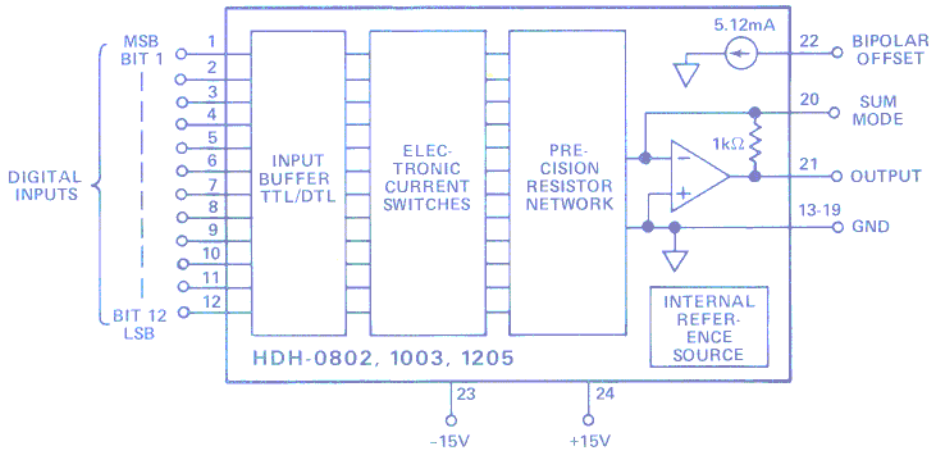 5.12mA
22
BIPOLAR
OFFSET
MSB
BIT 1
1
2
3
4
5
6
7
8
9
10
11
12
DIGITAL
INPUTS
BIT 12
LSB
INPUT
BUFFER
TTL/DTL
ELEC-
TRONIC
CURRENT
SWITCHES
PRE-
CISION
RESISTOR
NETWORK
20
SUM
MODE
1kΩ
−
+
21
OUTPUT
13-19
GND
INTERNAL
REFER-
ENCE
SOURCE
HDH-0802, 1003, 1205
23
24
-15V
+15V